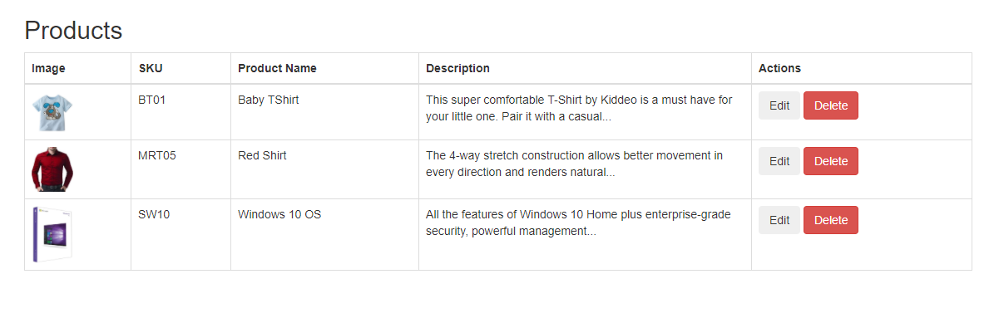 Products
Image SKU Product Name Description Actions
BT01 Baby TShirt This super comfortable T-Shirt by Kiddeo is a must have for
your little one. Pair it with a casual...
Edit Delete
MRT05 Red Shirt The 4-way stretch construction allows better movement in
every direction and renders natural...
Edit Delete
SW10 Windows 10 OS All the features of Windows 10 Home plus enterprise-grade
security, powerful management...
Edit Delete